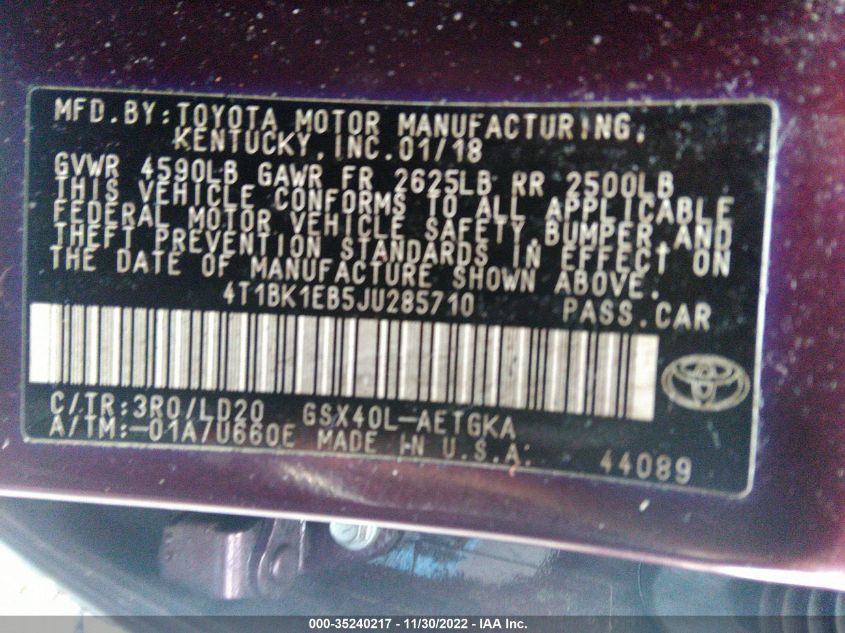 MFD.BY:TOYOTA MOTOR MANUFACTURING,
KENTUCKY,INC.01/18
GVWR 4590LB GAWR FR 2625LB RR 2500LB
THIS VEHICLE CONFORMS TO ALL APPLICABLE
FEDERAL MOTOR VEHICLE SAFETY,BUMPER,AND
THEFT PREVENTION STANDARDS IN EFFECT ON
THE DATE OF MANUFACTURE SHOWN ABOVE.
4T1BK1EB5JU285710 PASS.CAR
C/TR:3R0/LD20 GSX40L-AETGKA
A/TM:-01A/U660E MADE IN U.S.A. 44089
000-35240217 - 11/30/2022 - IAA Inc.